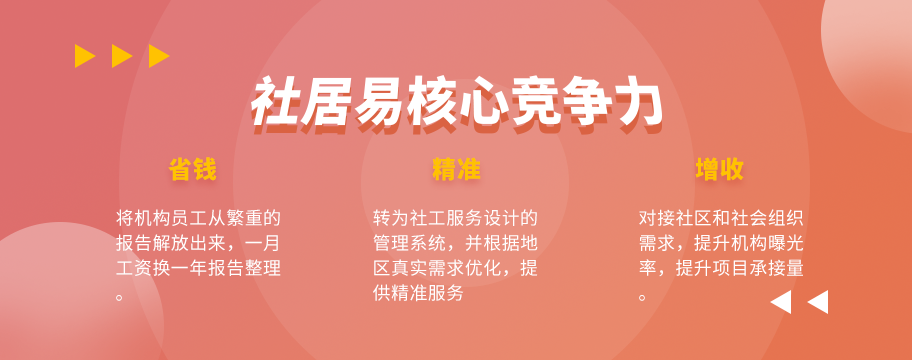 社居易核心竞争力
省钱
将机构员工从繁重的
报告解放出来，一月
工资换一年报告整理
。
精准
转为社工服务设计的
管理系统，并根据地
区真实需求优化，提
供精准服务
增收
对接社区和社会组织
需求，提升机构曝光
率，提升项目承接量
。